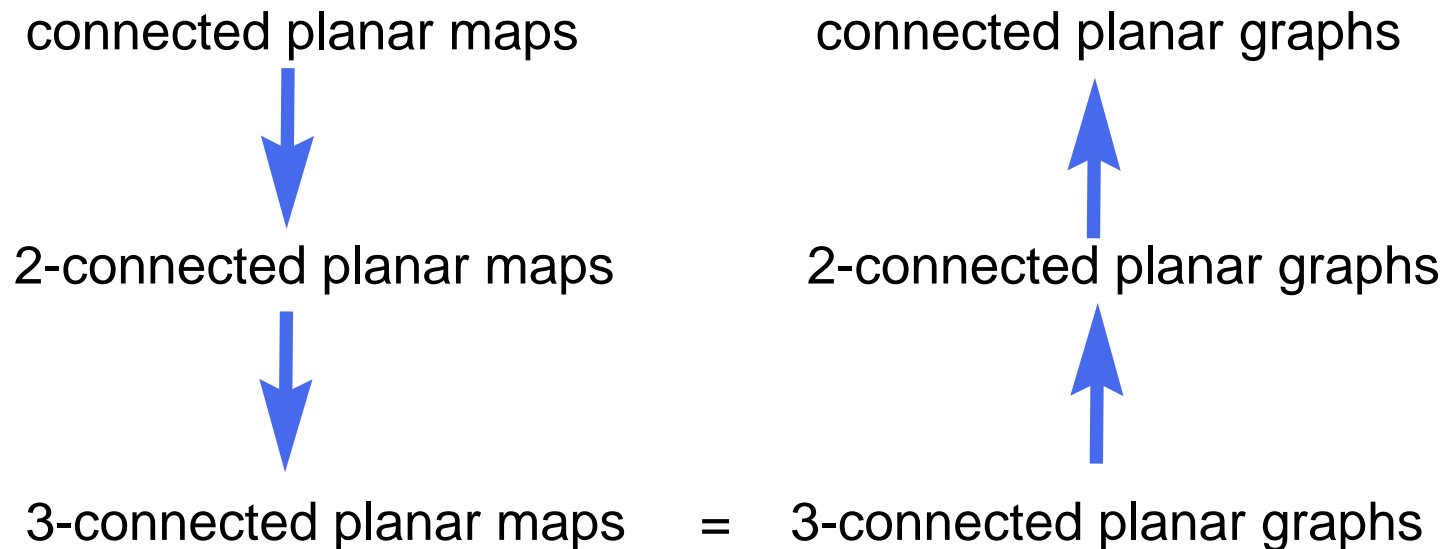 connected planar maps connected planar graphs
2-connected planar maps 2-connected planar graphs
3-connected planar maps = 3-connected planar graphs